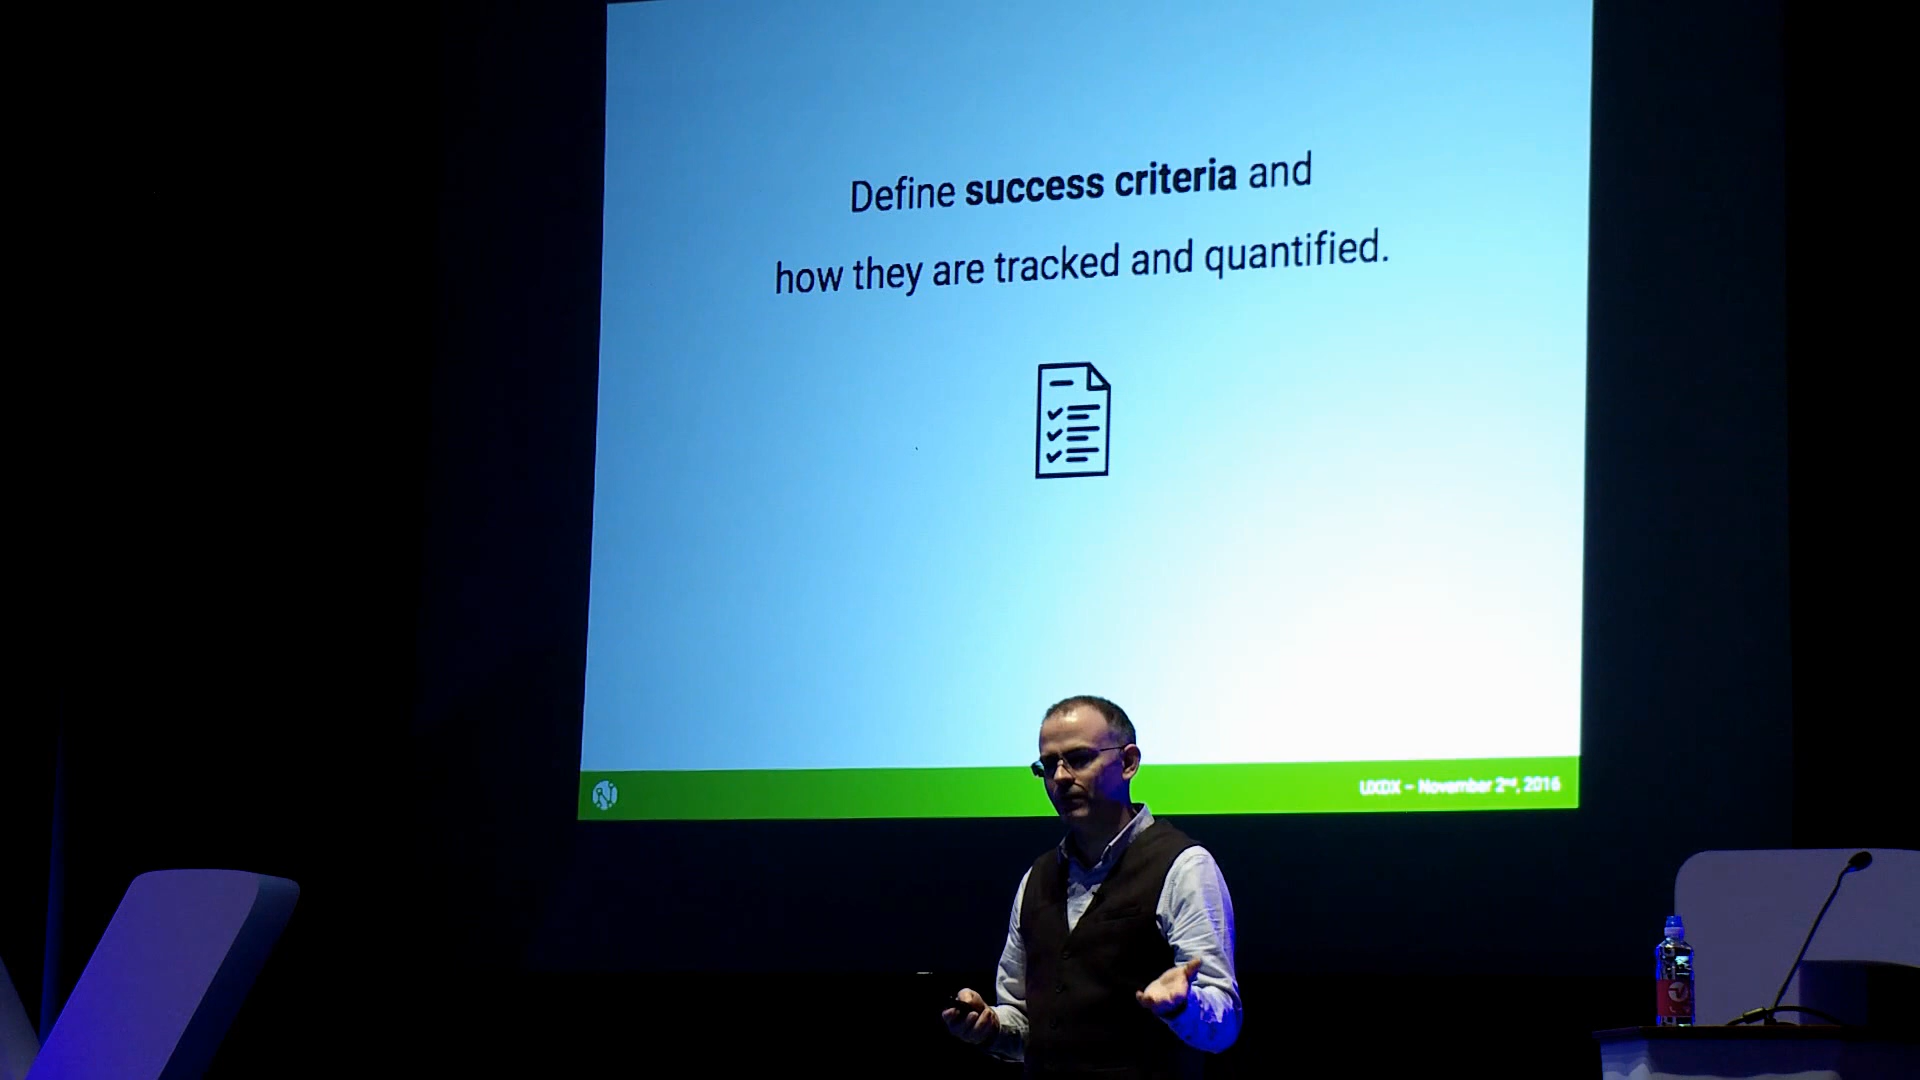 Define success criteria and
how they are tracked and quantified.
UXDX – November 2nd, 2016